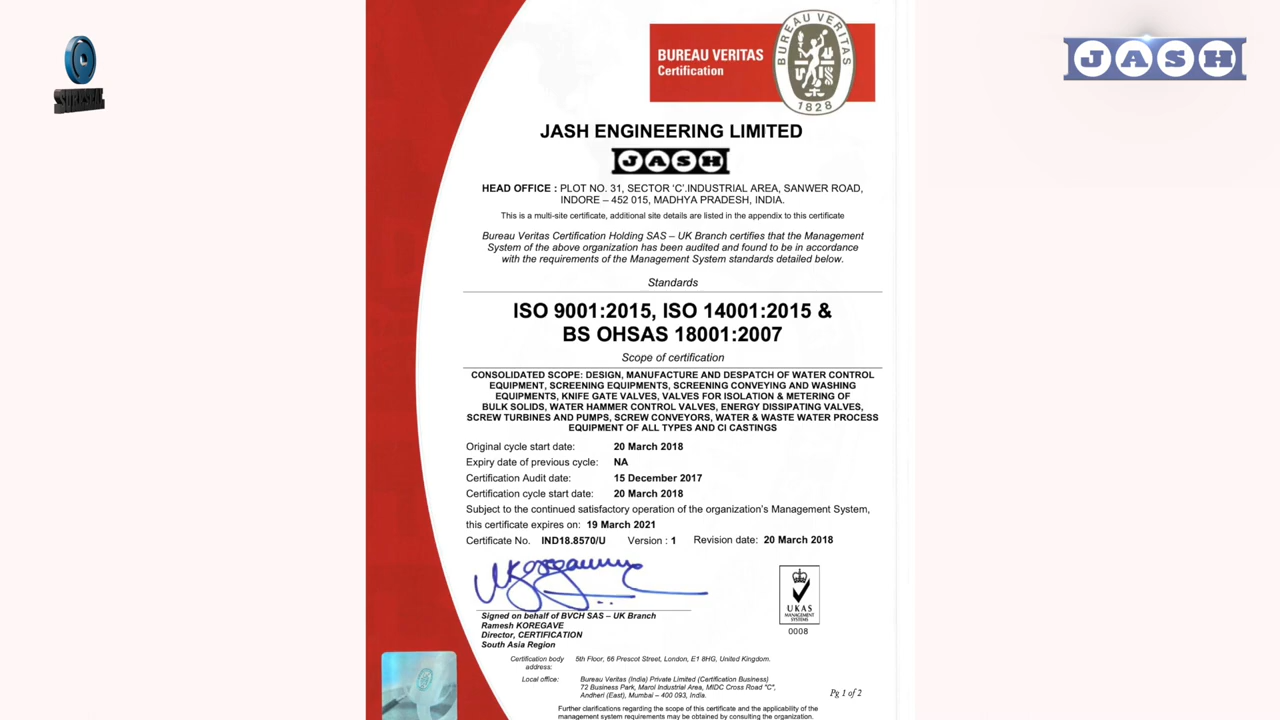 BUREAU VERITAS
Certification
BUREAU VERITAS
1828
JASH
JASH ENGINEERING LIMITED
JASH
HEAD OFFICE : PLOT NO. 31, SECTOR 'C'.INDUSTRIAL AREA, SANWER ROAD,
INDORE – 452 015, MADHYA PRADESH, INDIA.
This is a multi-site certificate, additional site details are listed in the appendix to this certificate
Bureau Veritas Certification Holding SAS – UK Branch certifies that the Management
System of the above organization has been audited and found to be in accordance
with the requirements of the Management System standards detailed below.
Standards
ISO 9001:2015, ISO 14001:2015 &
BS OHSAS 18001:2007
Scope of certification
CONSOLIDATED SCOPE: DESIGN, MANUFACTURE AND DESPATCH OF WATER CONTROL
EQUIPMENT, SCREENING EQUIPMENTS, SCREENING CONVEYING AND WASHING
EQUIPMENTS, KNIFE GATE VALVES, VALVES FOR ISOLATION & METERING OF
BULK SOLIDS, WATER HAMMER CONTROL VALVES, ENERGY DISSIPATING VALVES,
SCREW TURBINES AND PUMPS, SCREW CONVEYORS, WATER & WASTE WATER PROCESS
EQUIPMENT OF ALL TYPES AND CI CASTINGS
Original cycle start date: 20 March 2018
Expiry date of previous cycle: NA
Certification Audit date: 15 December 2017
Certification cycle start date: 20 March 2018
Subject to the continued satisfactory operation of the organization's Management System,
this certificate expires on: 19 March 2021
Certificate No. IND18.8570/U Version : 1 Revision date: 20 March 2018
Signed on behalf of BVCH SAS – UK Branch
Ramesh KOREGAVE
Director, CERTIFICATION
South Asia Region
UKAS
MANAGEMENT
SYSTEMS
0008
Certification body address: 5th Floor, 66 Prescot Street, London, E1 8HG, United Kingdom.
Local office: Bureau Veritas (India) Private Limited (Certification Business)
72 Business Park, Marol Industrial Area, MIDC Cross Road "C",
Andheri (East), Mumbai – 400 093, India.
Pg 1 of 2
Further clarifications regarding the scope of this certificate and the applicability of the
management system requirements may be obtained by consulting the organization.